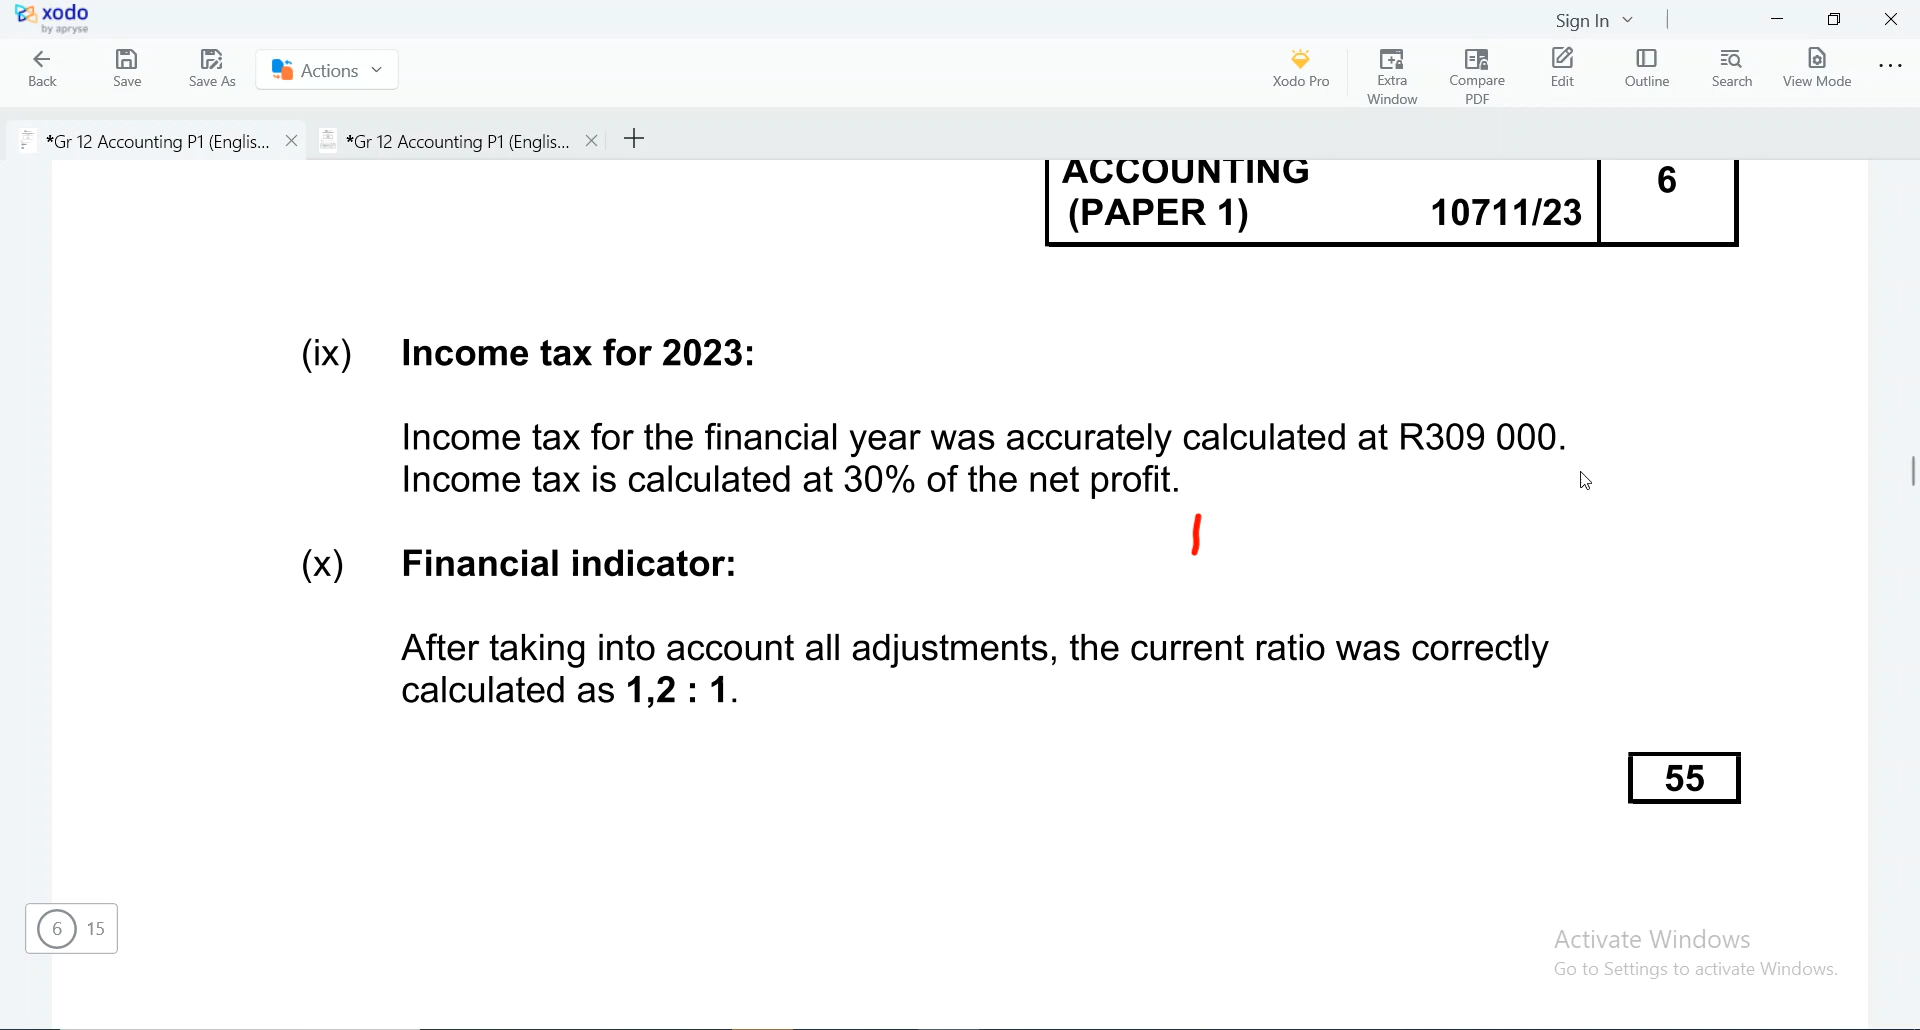 xodo
by apryse
Sign In
Back
Save
Save As
Actions
Xodo Pro
Extra Window
Compare PDF
Edit
Outline
Search
View Mode
*Gr 12 Accounting P1 (Englis...
*Gr 12 Accounting P1 (Englis...
ACCOUNTING
(PAPER 1) 10711/23
6
(ix) Income tax for 2023:
Income tax for the financial year was accurately calculated at R309 000.
Income tax is calculated at 30% of the net profit.
(x) Financial indicator:
After taking into account all adjustments, the current ratio was correctly
calculated as 1,2 : 1.
55
6 15
Activate Windows
Go to Settings to activate Windows.